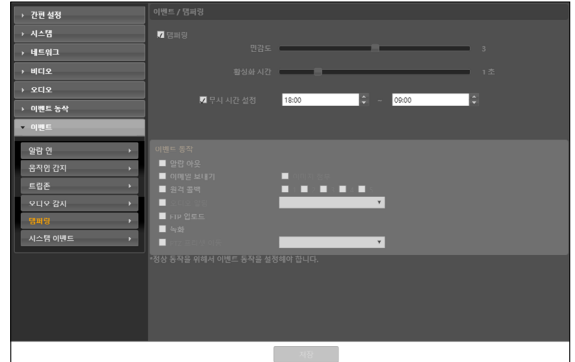 간편 설정
시스템
네트워크
비디오
오디오
이벤트 동작
이벤트
알람 인
움직임 감지
트립존
오디오 감지
탬퍼링
시스템 이벤트
이벤트 / 탬퍼링
탬퍼링
민감도 3
활성화 시간 1 초
무시 시간 설정 18:00 ~ 09:00
이벤트 동작
알람 아웃
이메일 보내기
원격 출력
FTP 업로드
녹화
*정상 동작을 위해서 이벤트 동작을 설정해야 합니다.
저장